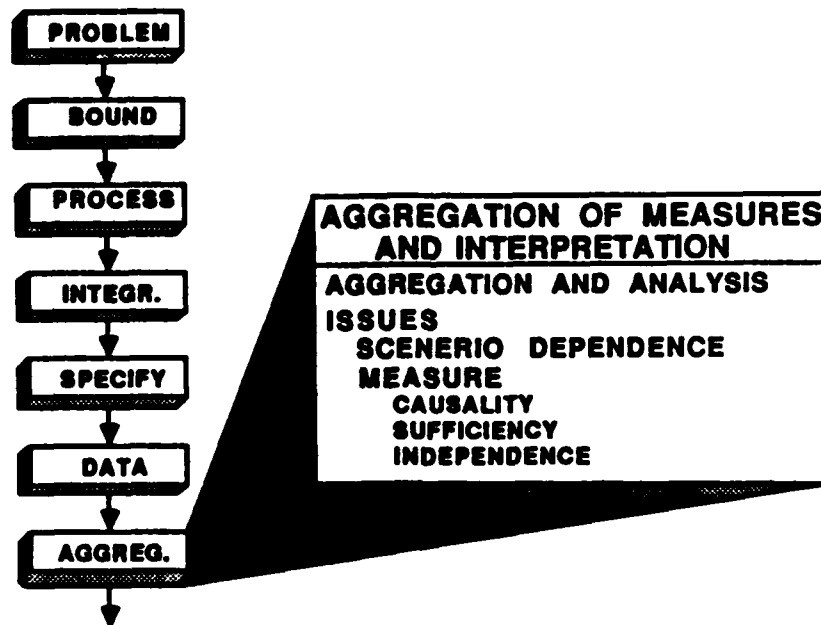 PROBLEM
BOUND
PROCESS
INTEGR.
SPECIFY
DATA
AGGREG.
AGGREGATION OF MEASURES
AND INTERPRETATION
AGGREGATION AND ANALYSIS
ISSUES
SCENERIO DEPENDENCE
MEASURE
CAUSALITY
SUFFICIENCY
INDEPENDENCE